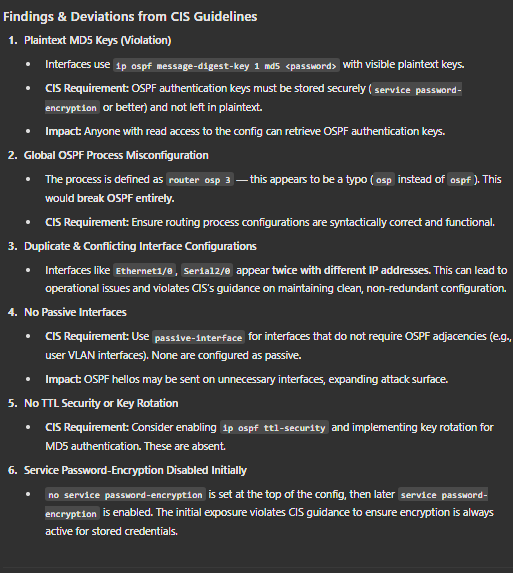 Findings & Deviations from CIS Guidelines
1. Plaintext MD5 Keys (Violation)
• Interfaces use ip ospf message-digest-key 1 md5 <password> with visible plaintext keys.
• CIS Requirement: OSPF authentication keys must be stored securely (service password-
encryption or better) and not left in plaintext.
• Impact: Anyone with read access to the config can retrieve OSPF authentication keys.
2. Global OSPF Process Misconfiguration
• The process is defined as router osp 3 — this appears to be a typo (osp instead of ospf). This
would break OSPF entirely.
• CIS Requirement: Ensure routing process configurations are syntactically correct and functional.
3. Duplicate & Conflicting Interface Configurations
• Interfaces like Ethernet1/0, Serial2/0 appear twice with different IP addresses. This can lead to
operational issues and violates CIS's guidance on maintaining clean, non-redundant configuration.
4. No Passive Interfaces
• CIS Requirement: Use passive-interface for interfaces that do not require OSPF adjacencies (e.g.,
user VLAN interfaces). None are configured as passive.
• Impact: OSPF hellos may be sent on unnecessary interfaces, expanding attack surface.
5. No TTL Security or Key Rotation
• CIS Requirement: Consider enabling ip ospf ttl-security and implementing key rotation for
MD5 authentication. These are absent.
6. Service Password-Encryption Disabled Initially
• no service password-encryption is set at the top of the config, then later service password-
encryption is enabled. The initial exposure violates CIS guidance to ensure encryption is always
active for stored credentials.